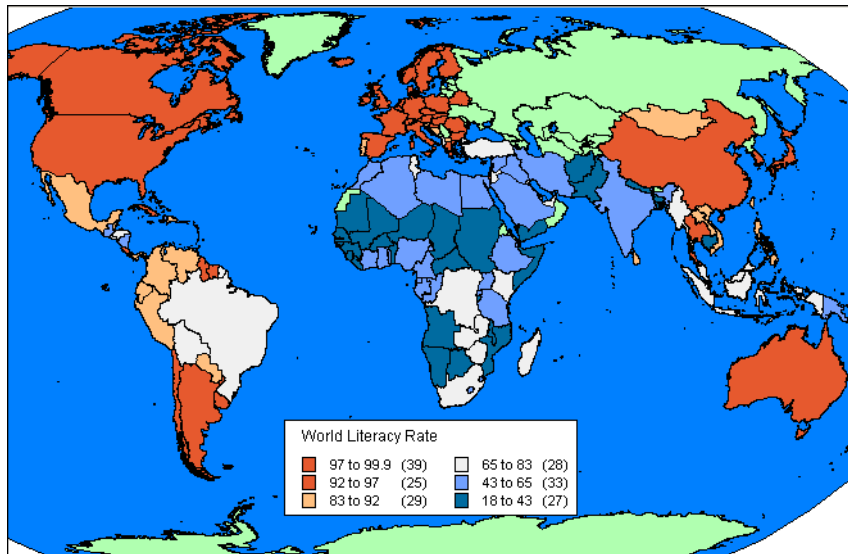 World Literacy Rate
97 to 99.9 (39) 65 to 83 (28)
92 to 97 (25) 43 to 65 (33)
83 to 92 (29) 18 to 43 (27)